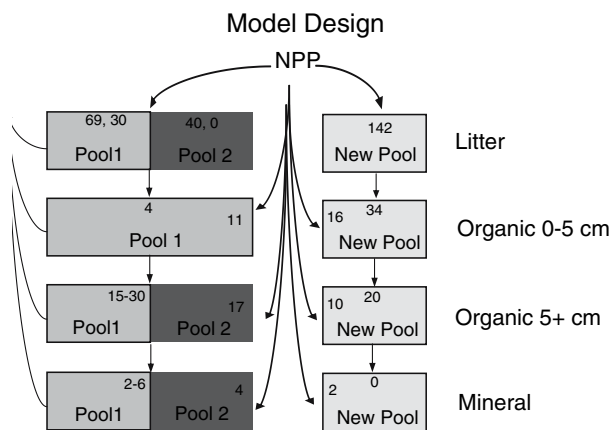 Model Design
NPP
69, 30
40, 0
142
Pool1
Pool 2
New Pool
Litter
4
11
Pool 1
16
34
New Pool
Organic 0-5 cm
15-30
17
Pool1
Pool 2
10
20
New Pool
Organic 5+ cm
2-6
4
Pool1
Pool 2
2
0
New Pool
Mineral